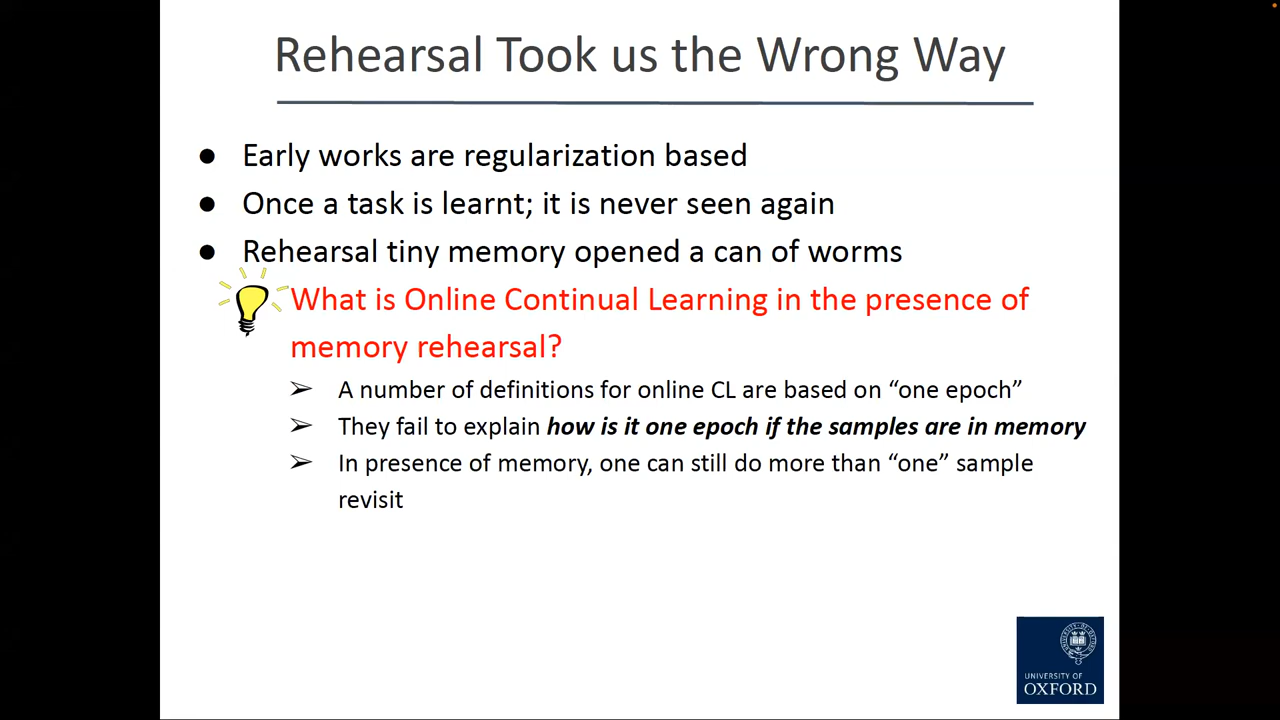 Rehearsal Took us the Wrong Way
● Early works are regularization based
● Once a task is learnt; it is never seen again
● Rehearsal tiny memory opened a can of worms
What is Online Continual Learning in the presence of
memory rehearsal?
➢ A number of definitions for online CL are based on “one epoch”
➢ They fail to explain how is it one epoch if the samples are in memory
➢ In presence of memory, one can still do more than “one” sample
revisit
UNIVERSITY OF
OXFORD